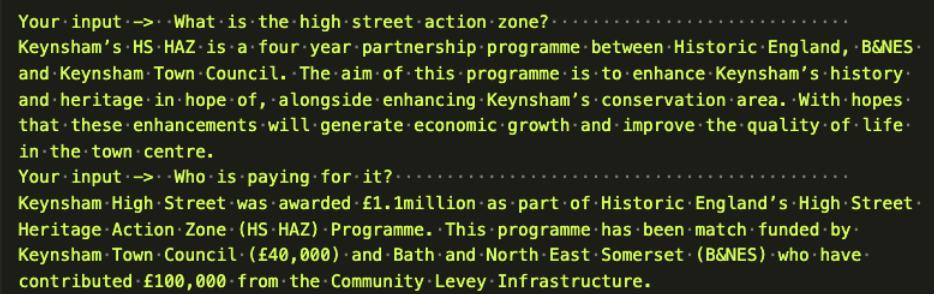 Your input -> What is the high street action zone?
Keynsham’s HS HAZ is a four year partnership programme between Historic England, B&NES
and Keynsham Town Council. The aim of this programme is to enhance Keynsham’s history
and heritage in hope of, alongside enhancing Keynsham’s conservation area. With hopes
that these enhancements will generate economic growth and improve the quality of life
in the town centre.
Your input -> Who is paying for it?
Keynsham High Street was awarded £1.1million as part of Historic England’s High Street
Heritage Action Zone (HS HAZ) Programme. This programme has been match funded by
Keynsham Town Council (£40,000) and Bath and North East Somerset (B&NES) who have
contributed £100,000 from the Community Levey Infrastructure.